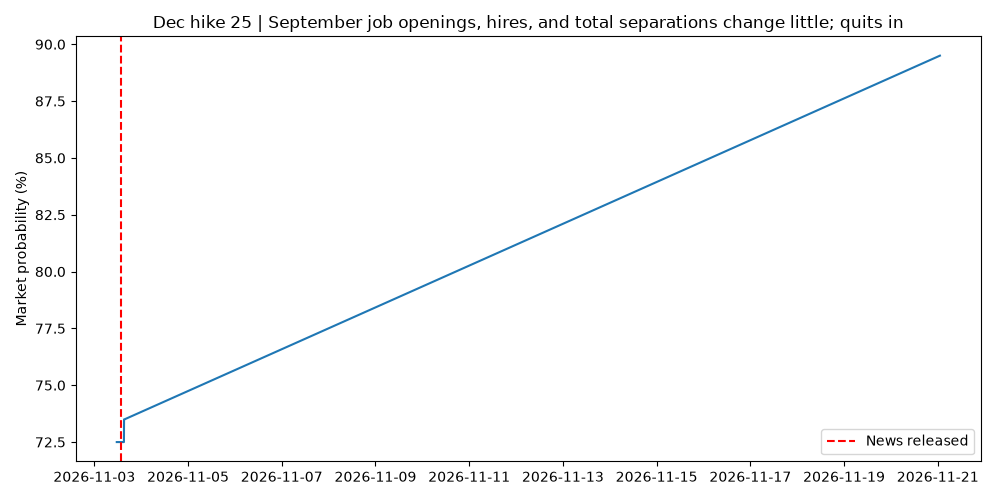 Dec hike 25 | September job openings, hires, and total separations change little; quits in
Market probability (%)
90.0
87.5
85.0
82.5
80.0
77.5
75.0
72.5
News released
2026-11-03 2026-11-05 2026-11-07 2026-11-09 2026-11-11 2026-11-13 2026-11-15 2026-11-17 2026-11-19 2026-11-21